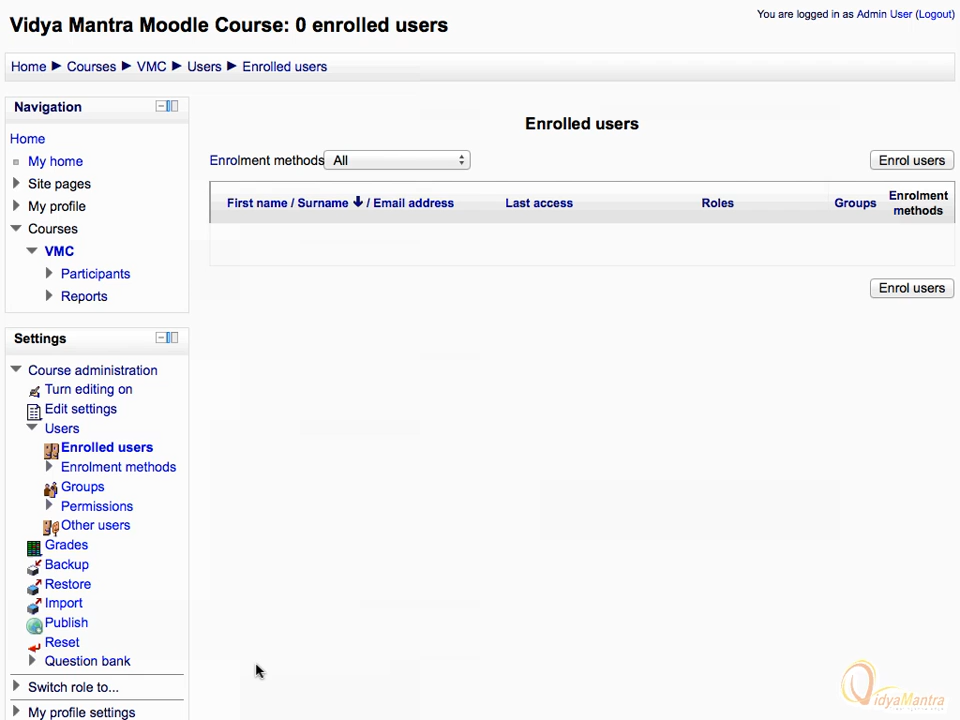 Vidya Mantra Moodle Course: 0 enrolled users
You are logged in as Admin User (Logout)
Home ► Courses ► VMC ► Users ► Enrolled users
Navigation
Home
My home
Site pages
My profile
Courses
VMC
Participants
Reports
Settings
Course administration
Turn editing on
Edit settings
Users
Enrolled users
Enrolment methods
Groups
Permissions
Other users
Grades
Backup
Restore
Import
Publish
Reset
Question bank
Switch role to...
My profile settings
Enrolled users
Enrolment methods All
Enrol users
First name / Surname ↓ / Email address Last access Roles Groups Enrolment methods
Enrol users
VidyaMantra